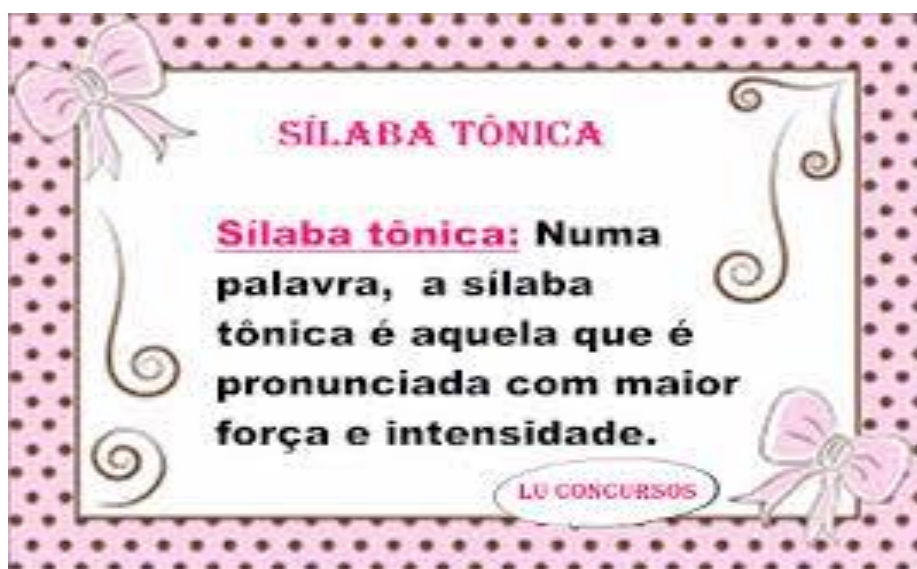 SÍLABA TÔNICA
Sílaba tônica: Numa
palavra, a sílaba
tônica é aquela que é
pronunciada com maior
força e intensidade.
LU CONCURSOS